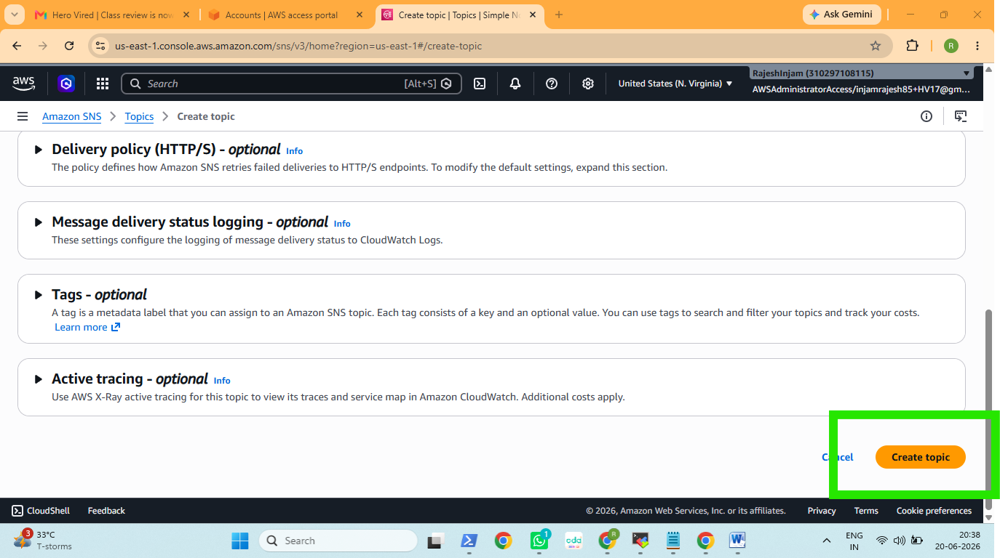 Hero Vired | Class review is now
Accounts | AWS access portal
Create topic | Topics | Simple No
Ask Gemini
us-east-1.console.aws.amazon.com/sns/v3/home?region=us-east-1#/create-topic
R
aws
Search
[Alt+S]
United States (N. Virginia)
RajeshInjam (310297108115)
AWSAdministratorAccess/injamrajesh85+HV17@gm...
Amazon SNS
Topics
Create topic
Delivery policy (HTTP/S) - optional Info
The policy defines how Amazon SNS retries failed deliveries to HTTP/S endpoints. To modify the default settings, expand this section.
Message delivery status logging - optional Info
These settings configure the logging of message delivery status to CloudWatch Logs.
Tags - optional
A tag is a metadata label that you can assign to an Amazon SNS topic. Each tag consists of a key and an optional value. You can use tags to search and filter your topics and track your costs.
Learn more
Active tracing - optional Info
Use AWS X-Ray active tracing for this topic to view its traces and service map in Amazon CloudWatch. Additional costs apply.
Cancel
Create topic
CloudShell
Feedback
© 2026, Amazon Web Services, Inc. or its affiliates.
Privacy
Terms
Cookie preferences
3
33°C
T-storms
Search
1
cda
R
W
ENG
IN
20:38
20-06-2026